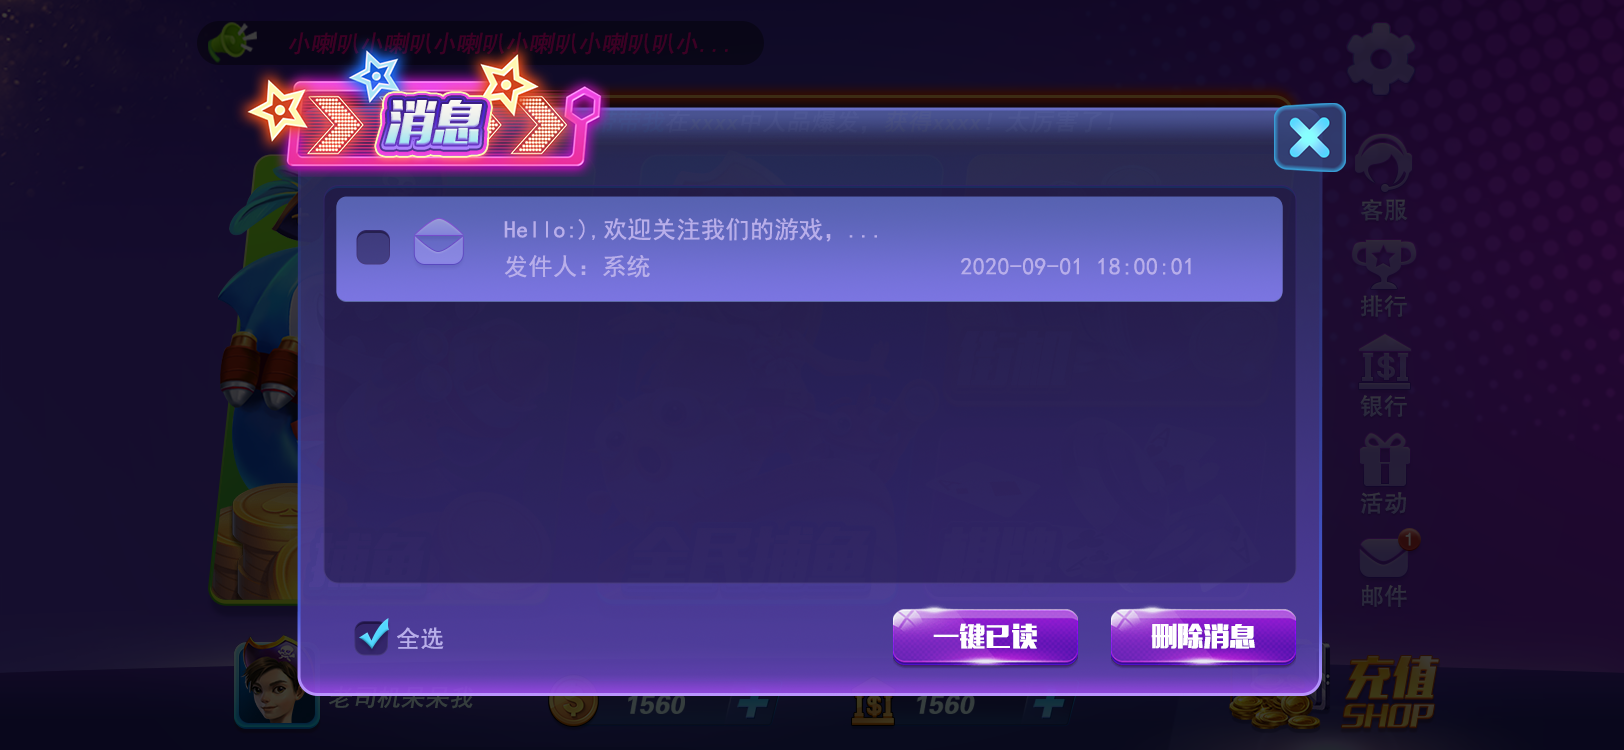 小喇叭小喇叭小喇叭小喇叭小喇叭叭小...
消息
客服
Hello:),欢迎关注我们的游戏，...
发件人：系统
2020-09-01 18:00:01
排行
银行
活动
1
邮件
全选
一键已读
删除消息
1560
1560
充值
SHOP